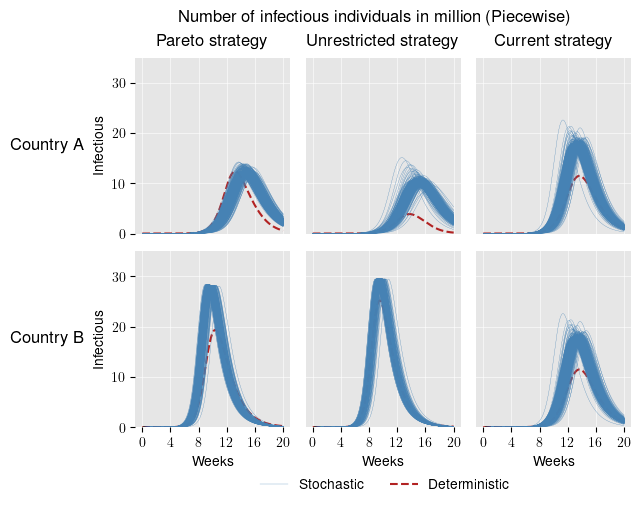 Number of infectious individuals in million (Piecewise)
Pareto strategy Unrestricted strategy Current strategy
Country A
Infectious
30
20
10
0
Country B
Infectious
30
20
10
0
0 4 8 12 16 20 0 4 8 12 16 20 0 4 8 12 16 20
Weeks Weeks Weeks
Stochastic Deterministic